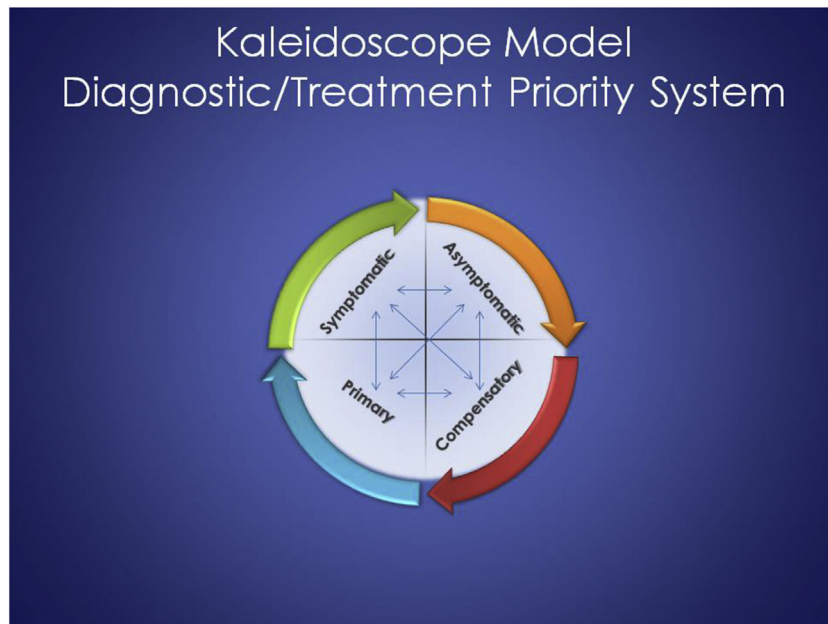 Kaleidoscope Model
Diagnostic/Treatment Priority System
Symptomatic
Asymptomatic
Primary
Compensatory